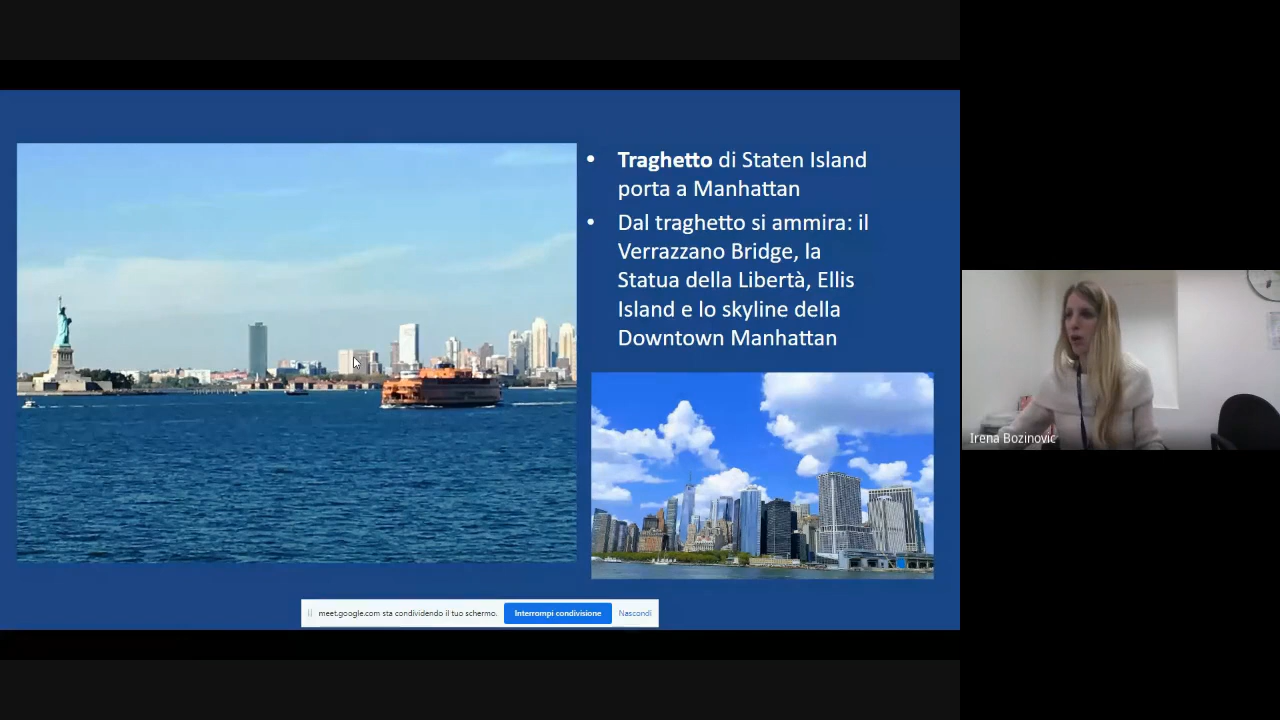 • Traghetto di Staten Island
porta a Manhattan
• Dal traghetto si ammira: il
Verrazzano Bridge, la
Statua della Libertà, Ellis
Island e lo skyline della
Downtown Manhattan
Irena Bozinovic
meet.google.com sta condividendo il tuo schermo. Interrompi condivisione Nascondi